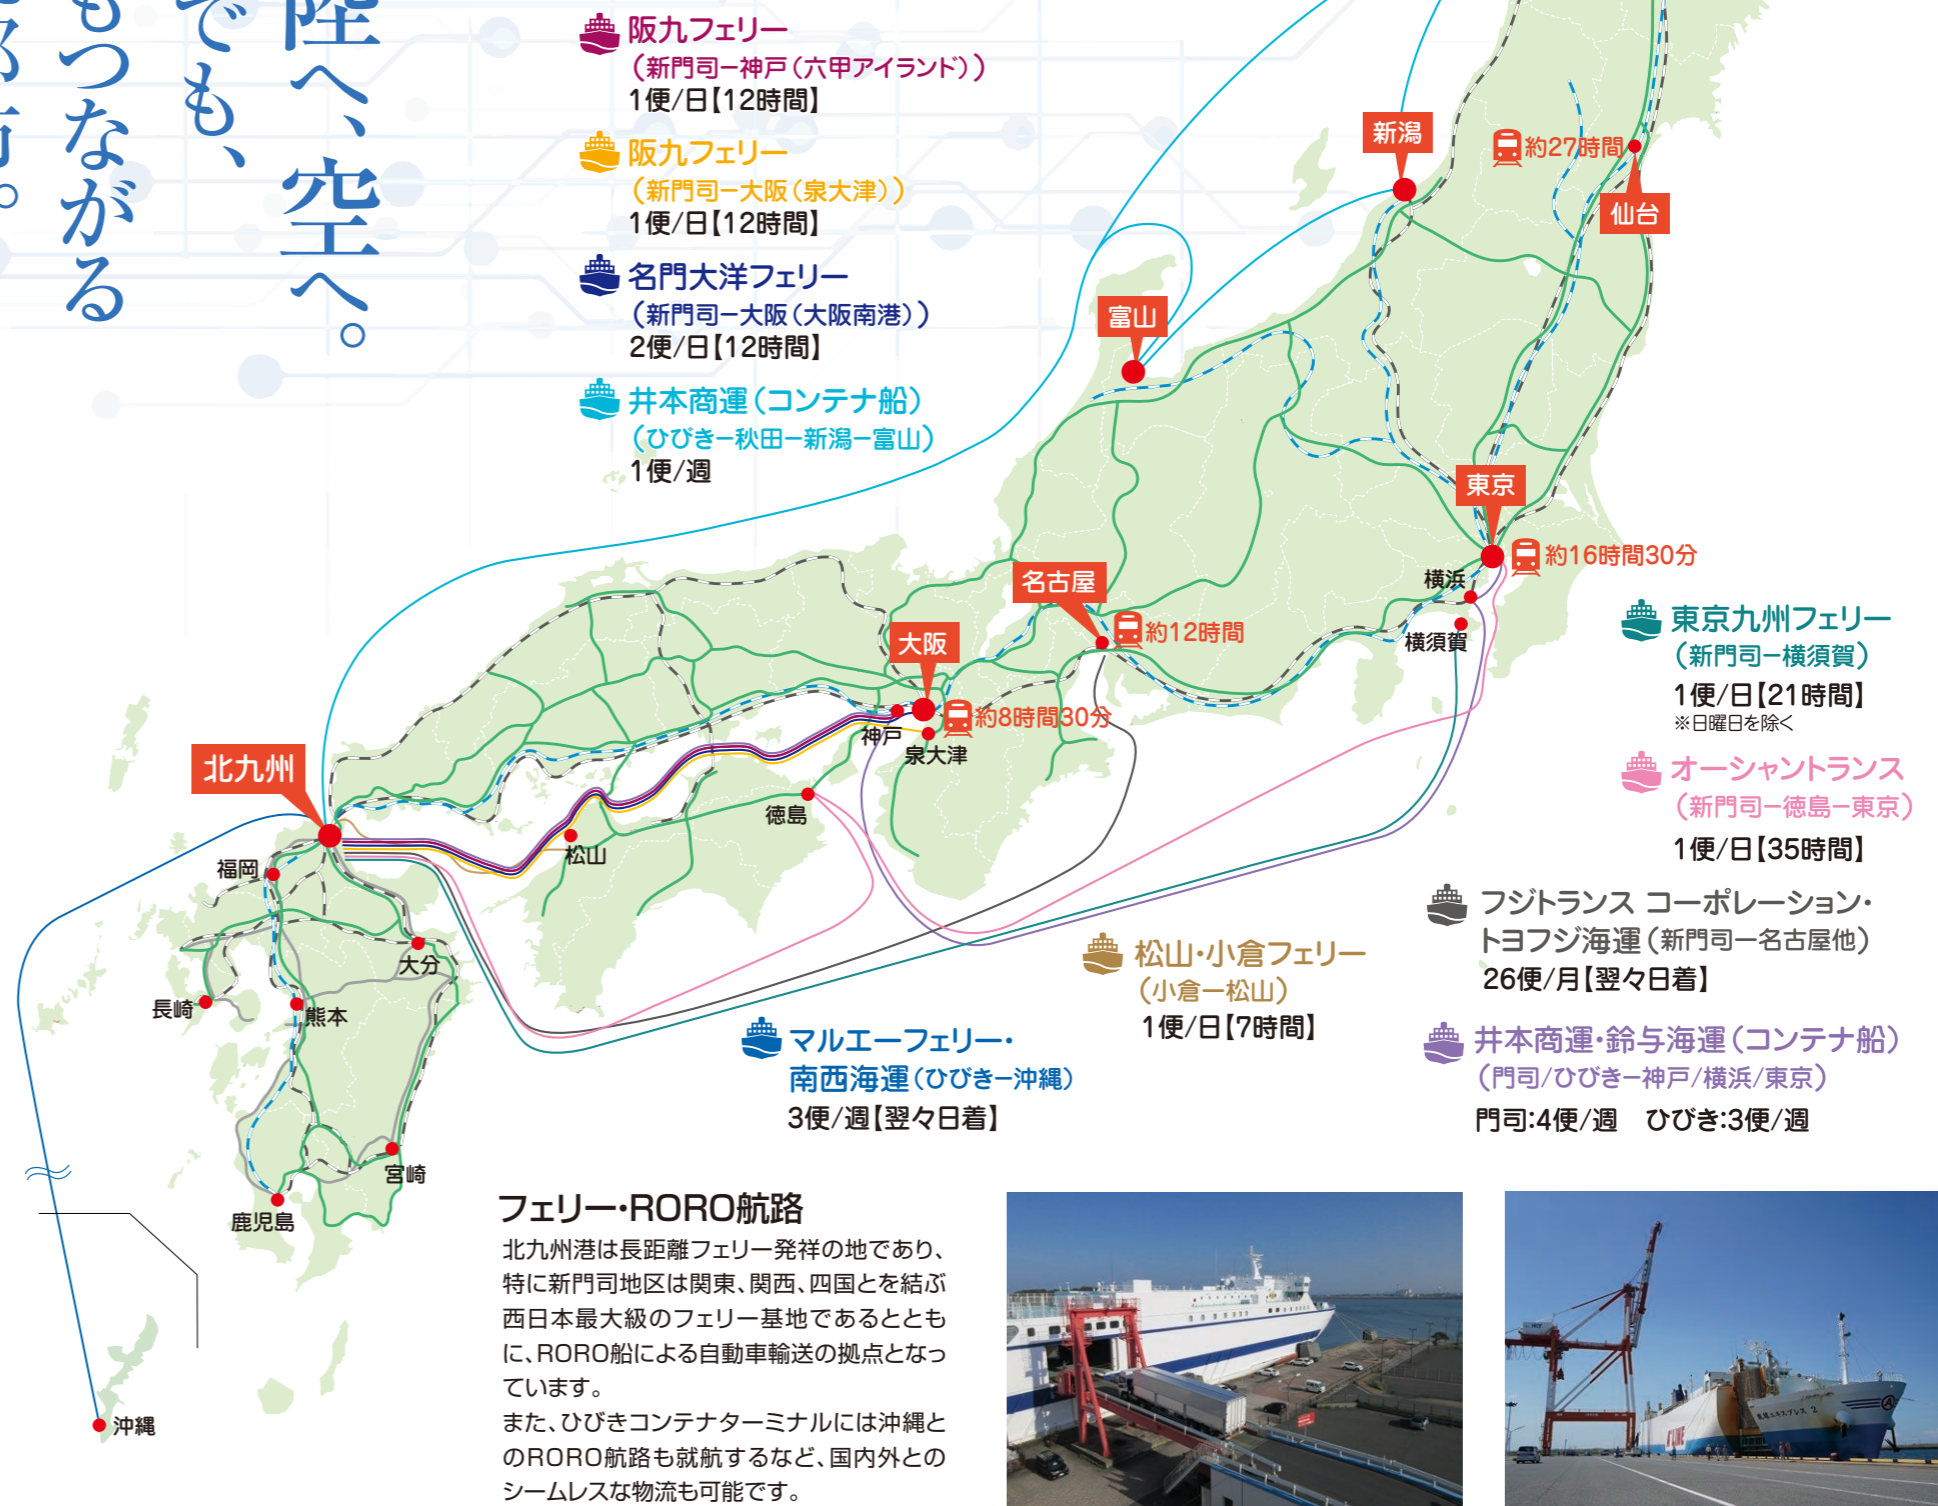 陸へ、空へ。
でも、
もつながる
阪九フェリー
（新門司ー神戸（六甲アイランド））
1便/日【12時間】
阪九フェリー
（新門司ー大阪（泉大津））
1便/日【12時間】
名門大洋フェリー
（新門司ー大阪（大阪南港））
2便/日【12時間】
井本商運（コンテナ船）
（ひびきー秋田ー新潟ー富山）
1便/週
新潟
約27時間
仙台
富山
東京
約16時間30分
横浜
横須賀
名古屋
約12時間
大阪
約8時間30分
神戸
泉大津
徳島
松山
北九州
福岡
大分
長崎
熊本
宮崎
鹿児島
沖縄
東京九州フェリー
（新門司ー横須賀）
1便/日【21時間】
※日曜日を除く
オーシャントランス
（新門司ー徳島ー東京）
1便/日【35時間】
フジトランス コーポレーション・
トヨフジ海運（新門司ー名古屋他）
26便/月【翌々日着】
松山・小倉フェリー
（小倉ー松山）
1便/日【7時間】
マルエーフェリー・
南西海運（ひびきー沖縄）
3便/週【翌々日着】
井本商運・鈴与海運（コンテナ船）
（門司/ひびきー神戸/横浜/東京）
門司:4便/週　ひびき:3便/週
フェリー・RORO航路
北九州港は長距離フェリー発祥の地であり、
特に新門司地区は関東、関西、四国とを結ぶ
西日本最大級のフェリー基地であるととも
に、RORO船による自動車輸送の拠点となっ
ています。
また、ひびきコンテナターミナルには沖縄と
のRORO航路も就航するなど、国内外との
シームレスな物流も可能です。